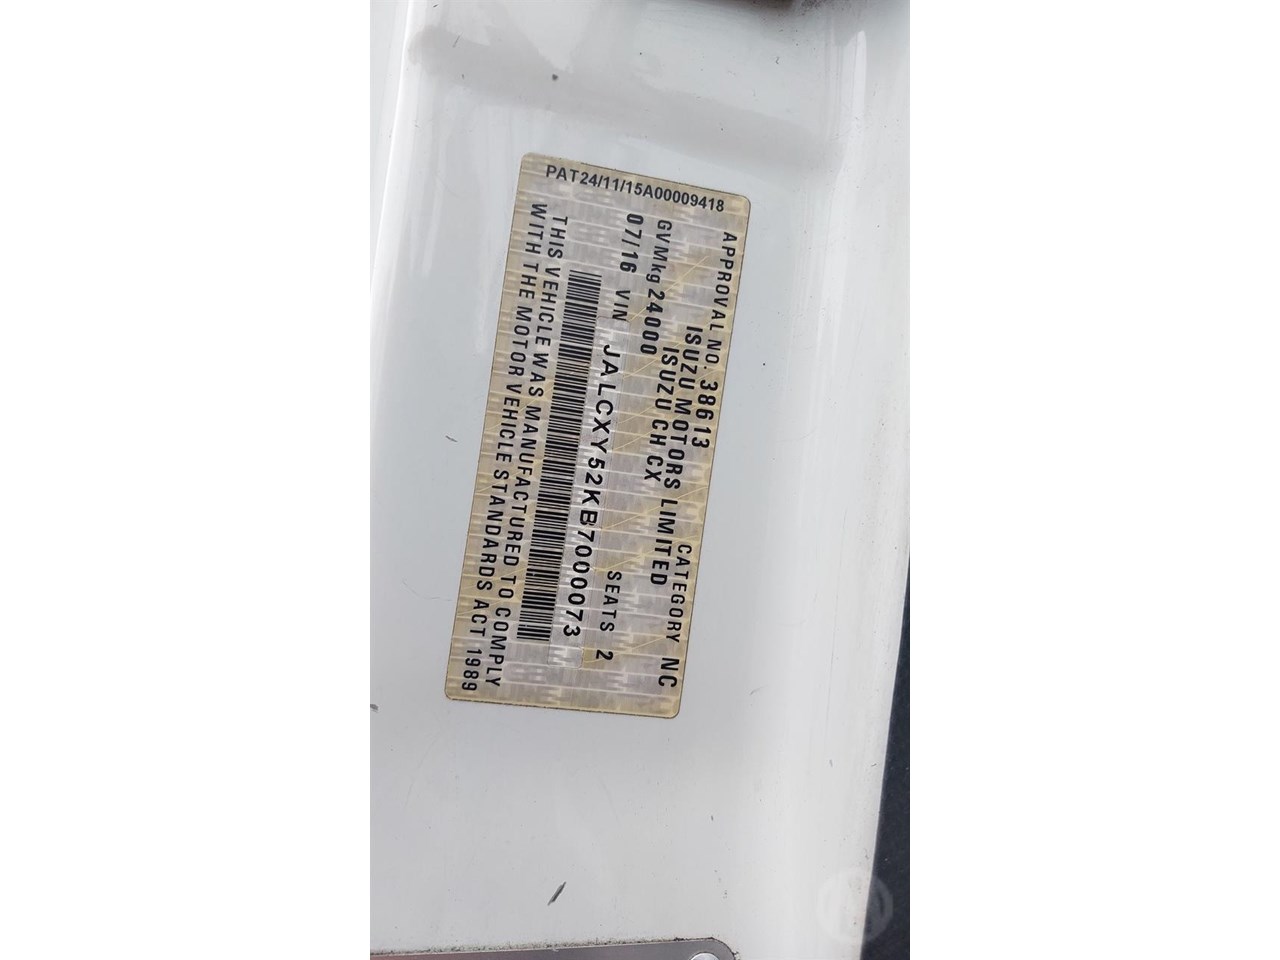 PAT24/11/15A00009418
APPROVAL NO. 38613 CATEGORY NC
ISUZU MOTORS LIMITED
ISUZU CH CX
GVMkg 24000 SEATS 2
07/16 VIN JALCXY52KB7000073
THIS VEHICLE WAS MANUFACTURED TO COMPLY
WITH THE MOTOR VEHICLE STANDARDS ACT 1989